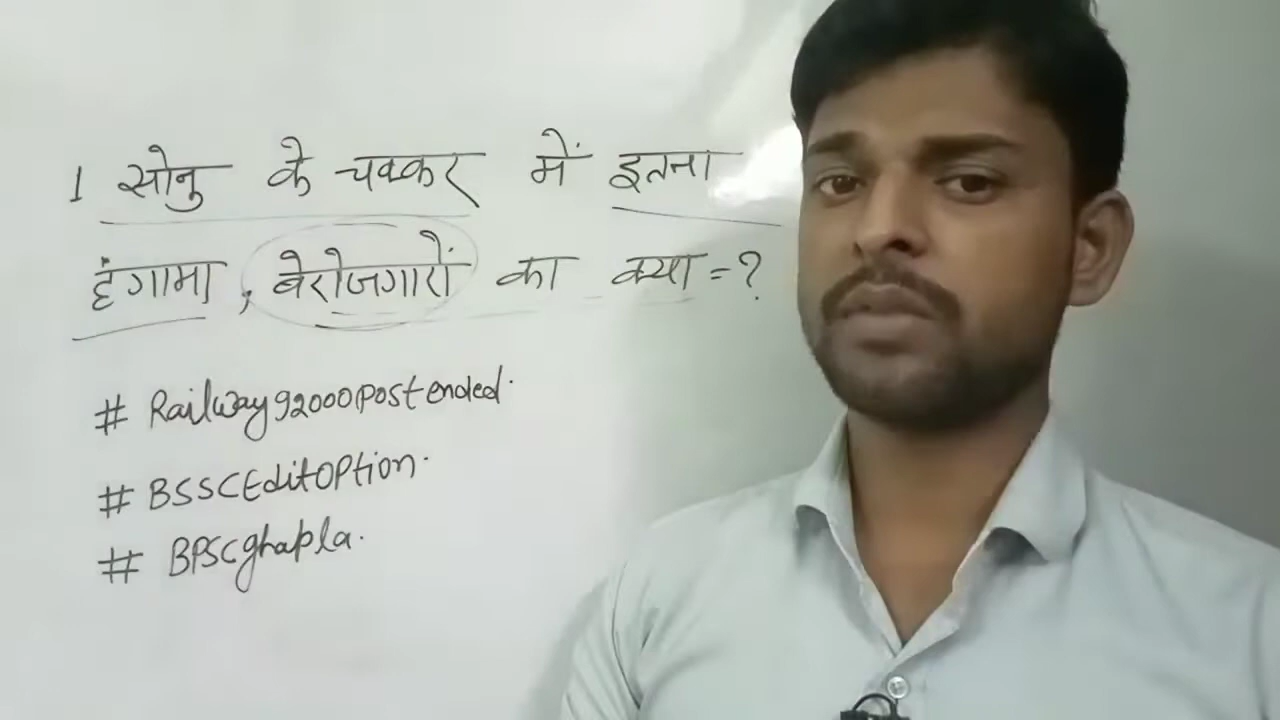 1 सोनु के चक्कर में इतना
हंगामा , बेरोजगारों का क्या = ?
# Railway92000postended.
# BSSCEditOption.
# BPSCghapla.